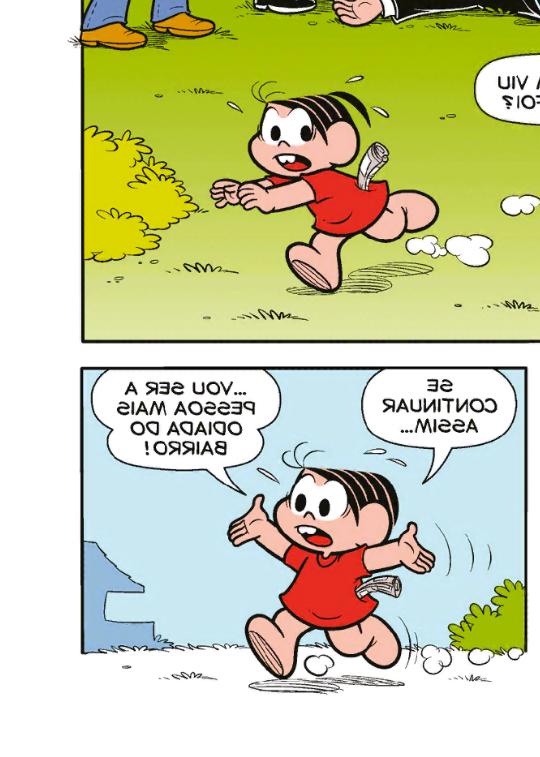 A VIU
FOI?
SE
CONTINUAR
ASSIM...
...VOU SER A
PESSOA MAIS
ODIADA DO
BAIRRO!